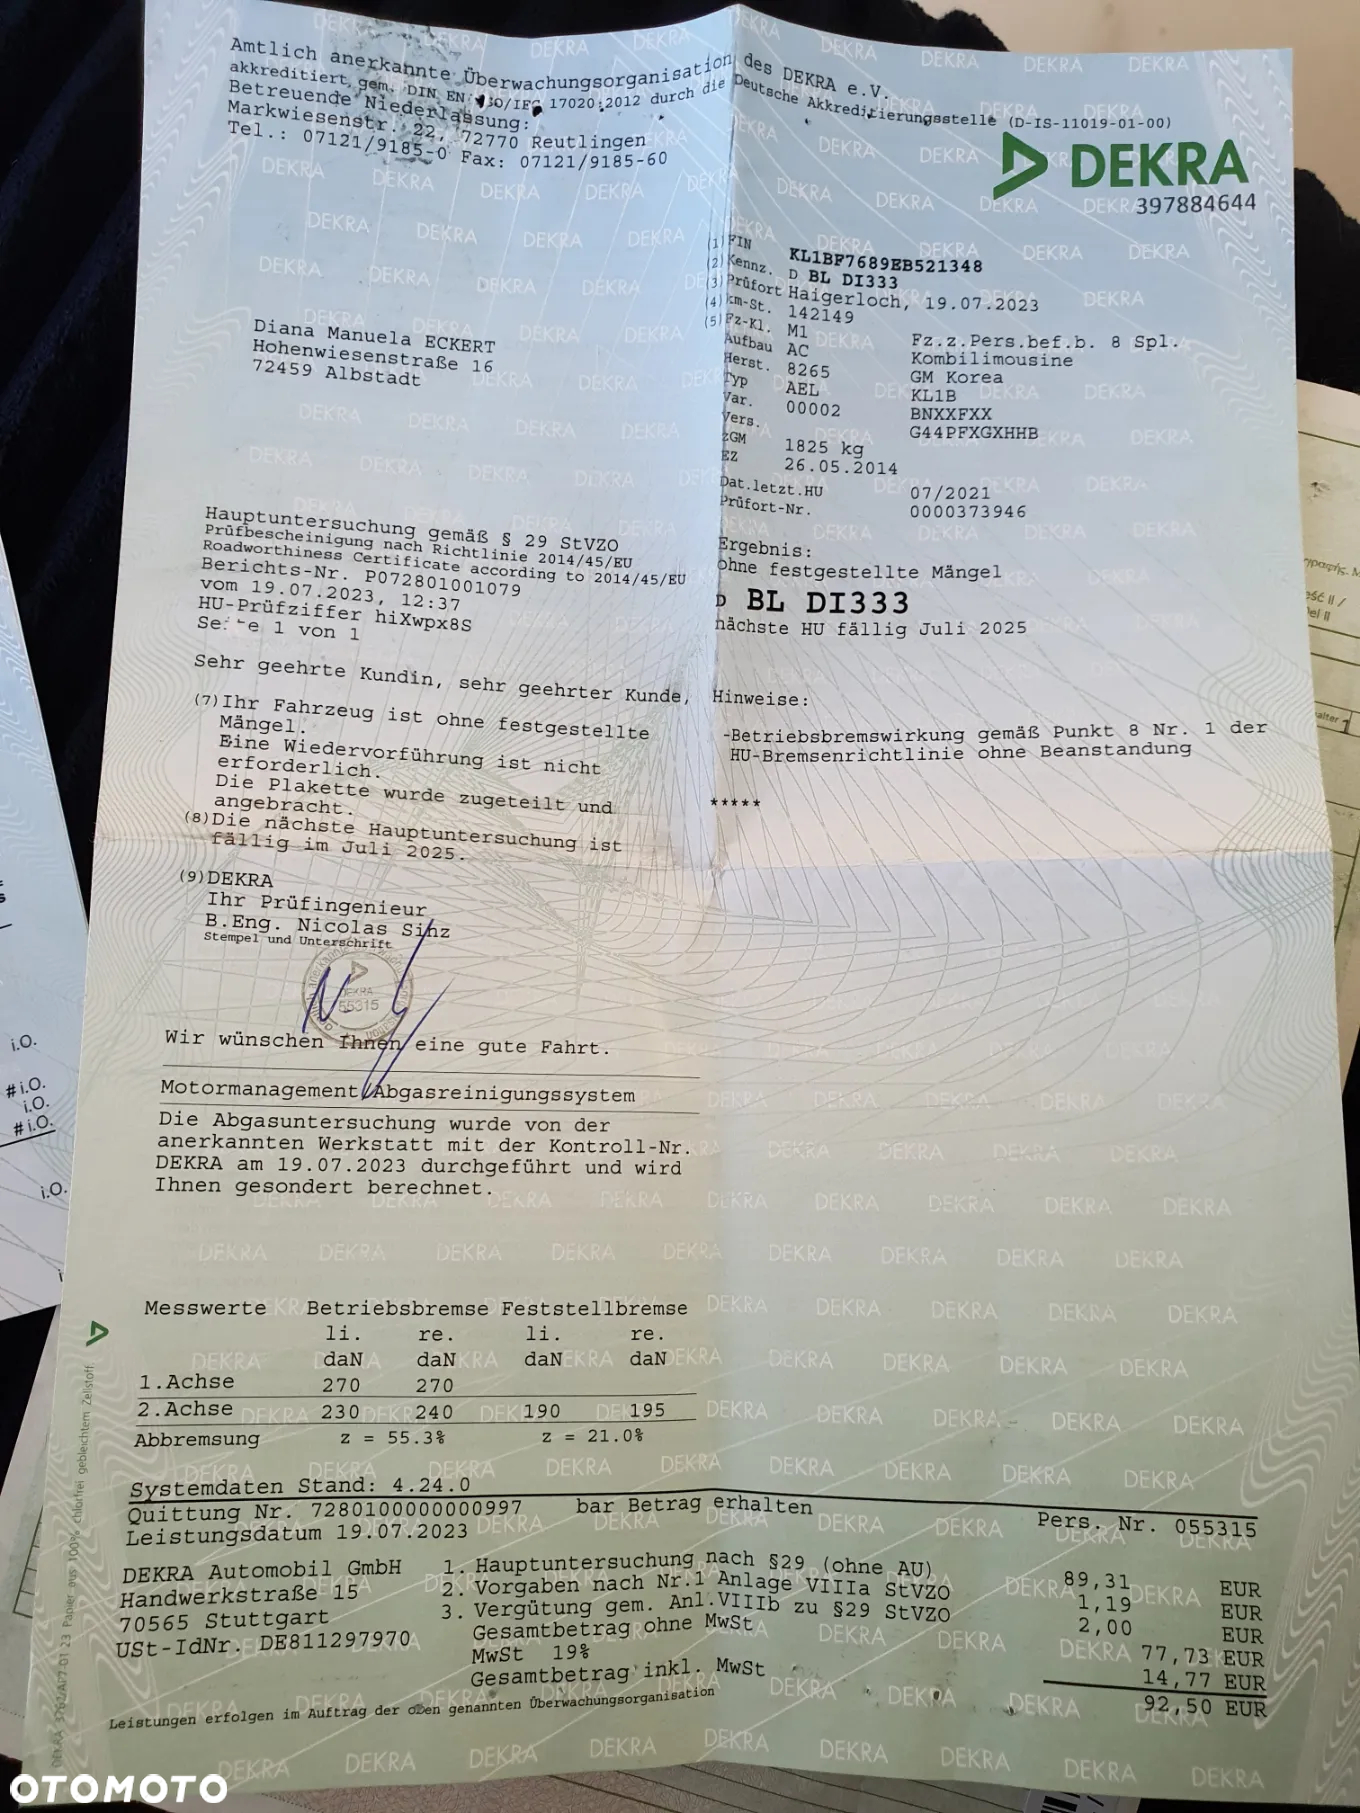 Amtlich anerkannte Überwachungsorganisation des DEKRA e.V.
akkreditiert gem. DIN EN ISO/IEC 17020:2012 durch die Deutsche Akkreditierungsstelle (D-IS-11019-01-00)
Betreuende Niederlassung:
Markwiesenstr. 22, 72770 Reutlingen
Tel.: 07121/9185-0 Fax: 07121/9185-60
DEKRA
397884644
(1) FIN KL1BF7689EB521348
(2) Kennz. D BL DI333
(3) Prüfort Haigerloch, 19.07.2023
(4) km-St. 142149
(5) Fz-Kl. M1 Fz.z.Pers.bef.b. 8 Spl.
Aufbau AC Kombilimousine
Herst. 8265 GM Korea
Typ AEL KL1B
Var. 00002 BNXXFXX
Vers. G44PFXGXHHB
zGM 1825 kg
EZ 26.05.2014
Dat.letzt.HU 07/2021
Prüfort-Nr. 0000373946
Diana Manuela ECKERT
Hohenwiesenstraße 16
72459 Albstadt
Hauptuntersuchung gemäß § 29 StVZO
Prüfbescheinigung nach Richtlinie 2014/45/EU
Roadworthiness Certificate according to 2014/45/EU
Berichts-Nr. P072801001079
vom 19.07.2023, 12:37
HU-Prüfziffer hiXwpx8S
Seite 1 von 1
Ergebnis:
ohne festgestellte Mängel
D BL DI333
nächste HU fällig Juli 2025
Sehr geehrte Kundin, sehr geehrter Kunde,
(7) Ihr Fahrzeug ist ohne festgestellte
Mängel.
Eine Wiedervorführung ist nicht
erforderlich.
Die Plakette wurde zugeteilt und
angebracht.
(8) Die nächste Hauptuntersuchung ist
fällig im Juli 2025.
Hinweise:
-Betriebsbremswirkung gemäß Punkt 8 Nr. 1 der
HU-Bremsenrichtlinie ohne Beanstandung
*****
(9) DEKRA
Ihr Prüfingenieur
B.Eng. Nicolas Sinz
Stempel und Unterschrift
DEKRA
55315
Wir wünschen Ihnen eine gute Fahrt.
Motormanagement/Abgasreinigungssystem
Die Abgasuntersuchung wurde von der
anerkannten Werkstatt mit der Kontroll-Nr.
DEKRA am 19.07.2023 durchgeführt und wird
Ihnen gesondert berechnet.
Messwerte Betriebsbremse Feststellbremse
li. re. li. re.
daN daN daN daN
1.Achse 270 270
2.Achse 230 240 190 195
Abbremsung z = 55.3% z = 21.0%
Systemdaten Stand: 4.24.0
Quittung Nr. 7280100000000997 bar Betrag erhalten Pers. Nr. 055315
Leistungsdatum 19.07.2023
DEKRA Automobil GmbH
Handwerkstraße 15
70565 Stuttgart
USt-IdNr. DE811297970
1. Hauptuntersuchung nach §29 (ohne AU) 89,31 EUR
2. Vorgaben nach Nr.1 Anlage VIIIa StVZO 1,19 EUR
3. Vergütung gem. Anl.VIIIb zu §29 StVZO 2,00 EUR
Gesamtbetrag ohne MwSt 77,73 EUR
MwSt 19% 14,77 EUR
Gesamtbetrag inkl. MwSt 92,50 EUR
Leistungen erfolgen im Auftrag der oben genannten Überwachungsorganisation
Papier aus 100% chlorfrei gebleichtem Zellstoff
i.O.
# i.O.
i.O.
# i.O.
i.O.
OTOMOTO